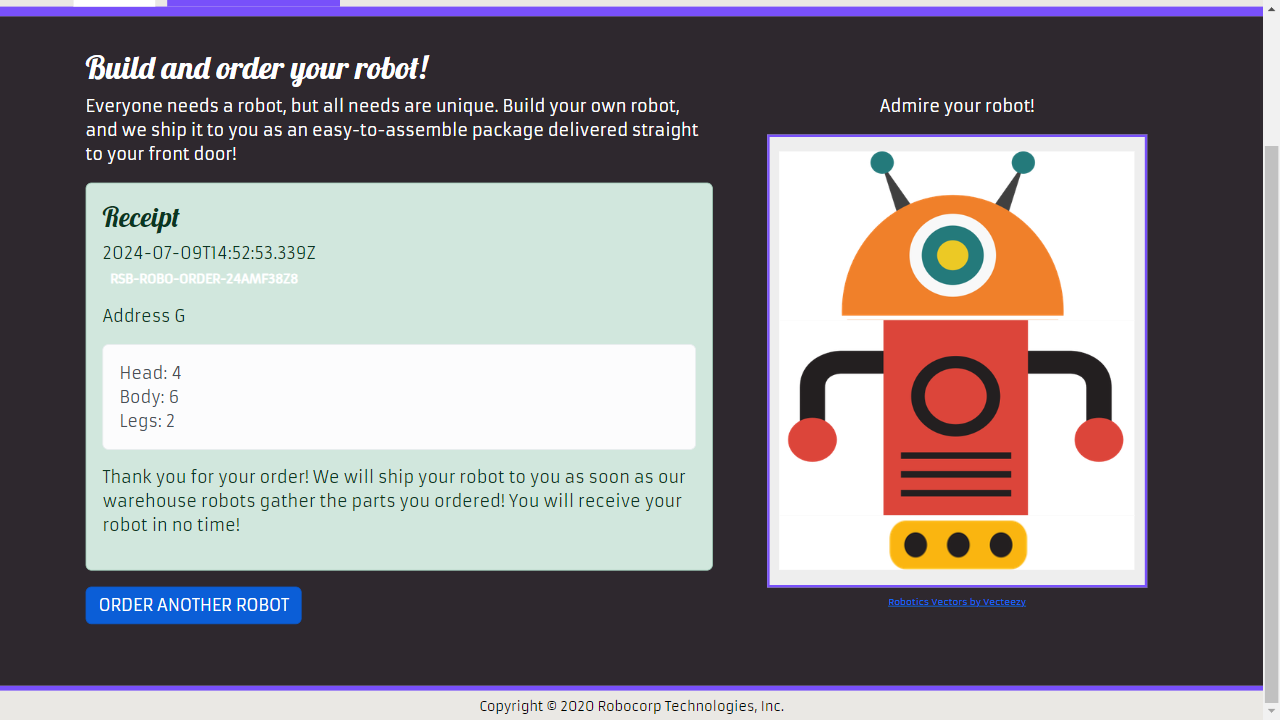 Build and order your robot!
Everyone needs a robot, but all needs are unique. Build your own robot,
and we ship it to you as an easy-to-assemble package delivered straight
to your front door!
Receipt
2024-07-09T14:52:53.339Z
RSB-ROBO-ORDER-24AMF38Z8
Address G
Head: 4
Body: 6
Legs: 2
Thank you for your order! We will ship your robot to you as soon as our
warehouse robots gather the parts you ordered! You will receive your
robot in no time!
ORDER ANOTHER ROBOT
Admire your robot!
Robotics Vectors by Vecteezy
Copyright © 2020 Robocorp Technologies, Inc.